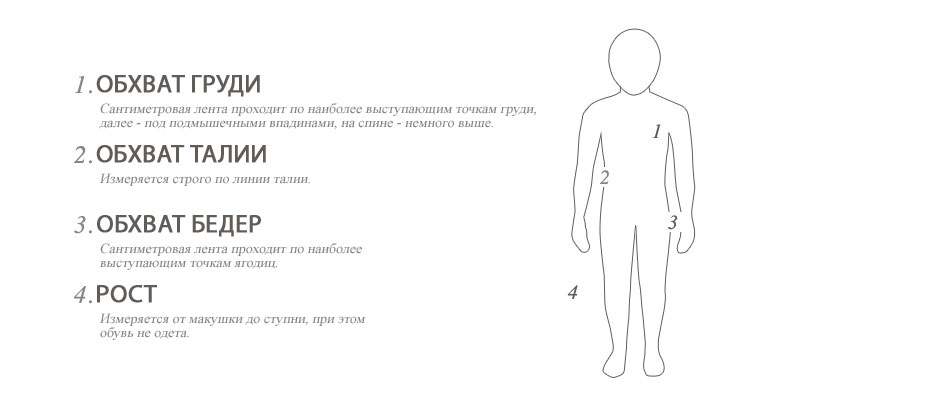 1. ОБХВАТ ГРУДИ
Сантиметровая лента проходит по наиболее выступающим точкам груди,
далее - под подмышечными впадинами, на спине - немного выше.
2. ОБХВАТ ТАЛИИ
Измеряется строго по линии талии.
3. ОБХВАТ БЕДЕР
Сантиметровая лента проходит по наиболее
выступающим точкам ягодиц.
4. РОСТ
Измеряется от макушки до ступни, при этом
обувь не одета.
1
2
3
4